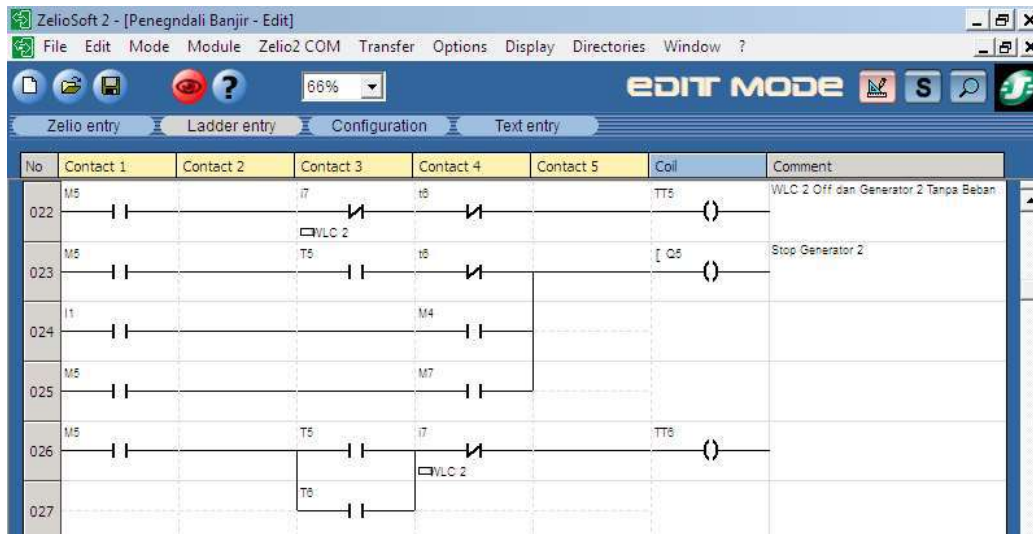 ZelioSoft 2 - [Penegndali Banjir - Edit]
File Edit Mode Module Zelio2 COM Transfer Options Display Directories Window ?
66% EDIT MODE S
Zelio entry Ladder entry Configuration Text entry
No Contact 1 Contact 2 Contact 3 Contact 4 Contact 5 Coil Comment
M5 i7 t6 TT5 WLC 2 Off dan Generator 2 Tanpa Beban
022
WLC 2
M5 T5 t6 [ Q5 Stop Generator 2
023
I1 M4
024
M5 M7
025
M5 T5 i7 TT6
026
WLC 2
T6
027